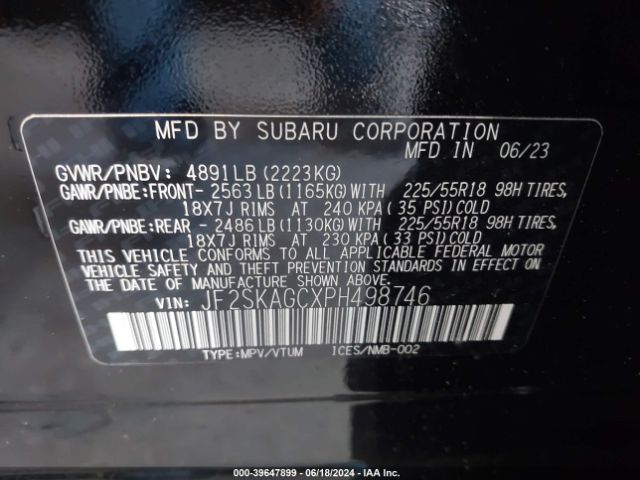 MFD BY SUBARU CORPORATION
MFD IN 06/23
GVWR/PNBV: 4891LB (2223KG)
GAWR/PNBE:FRONT- 2563LB (1165KG) WITH 225/55R18 98H TIRES,
18X7J RIMS AT 240 KPA (35 PSI) COLD
GAWR/PNBE:REAR - 2486LB (1130KG) WITH 225/55R18 98H TIRES,
18X7J RIMS AT 230 KPA (33 PSI) COLD
THIS VEHICLE CONFORMS TO ALL APPLICABLE FEDERAL MOTOR
VEHICLE SAFETY AND THEFT PREVENTION STANDARDS IN EFFECT
ON THE DATE OF MANUFACTURE SHOWN ABOVE.
VIN: JF2SKAGCXPH498746
TYPE:MPV/VTUM ICES/NMB-002
000-39647899 - 06/18/2024 - IAA Inc.